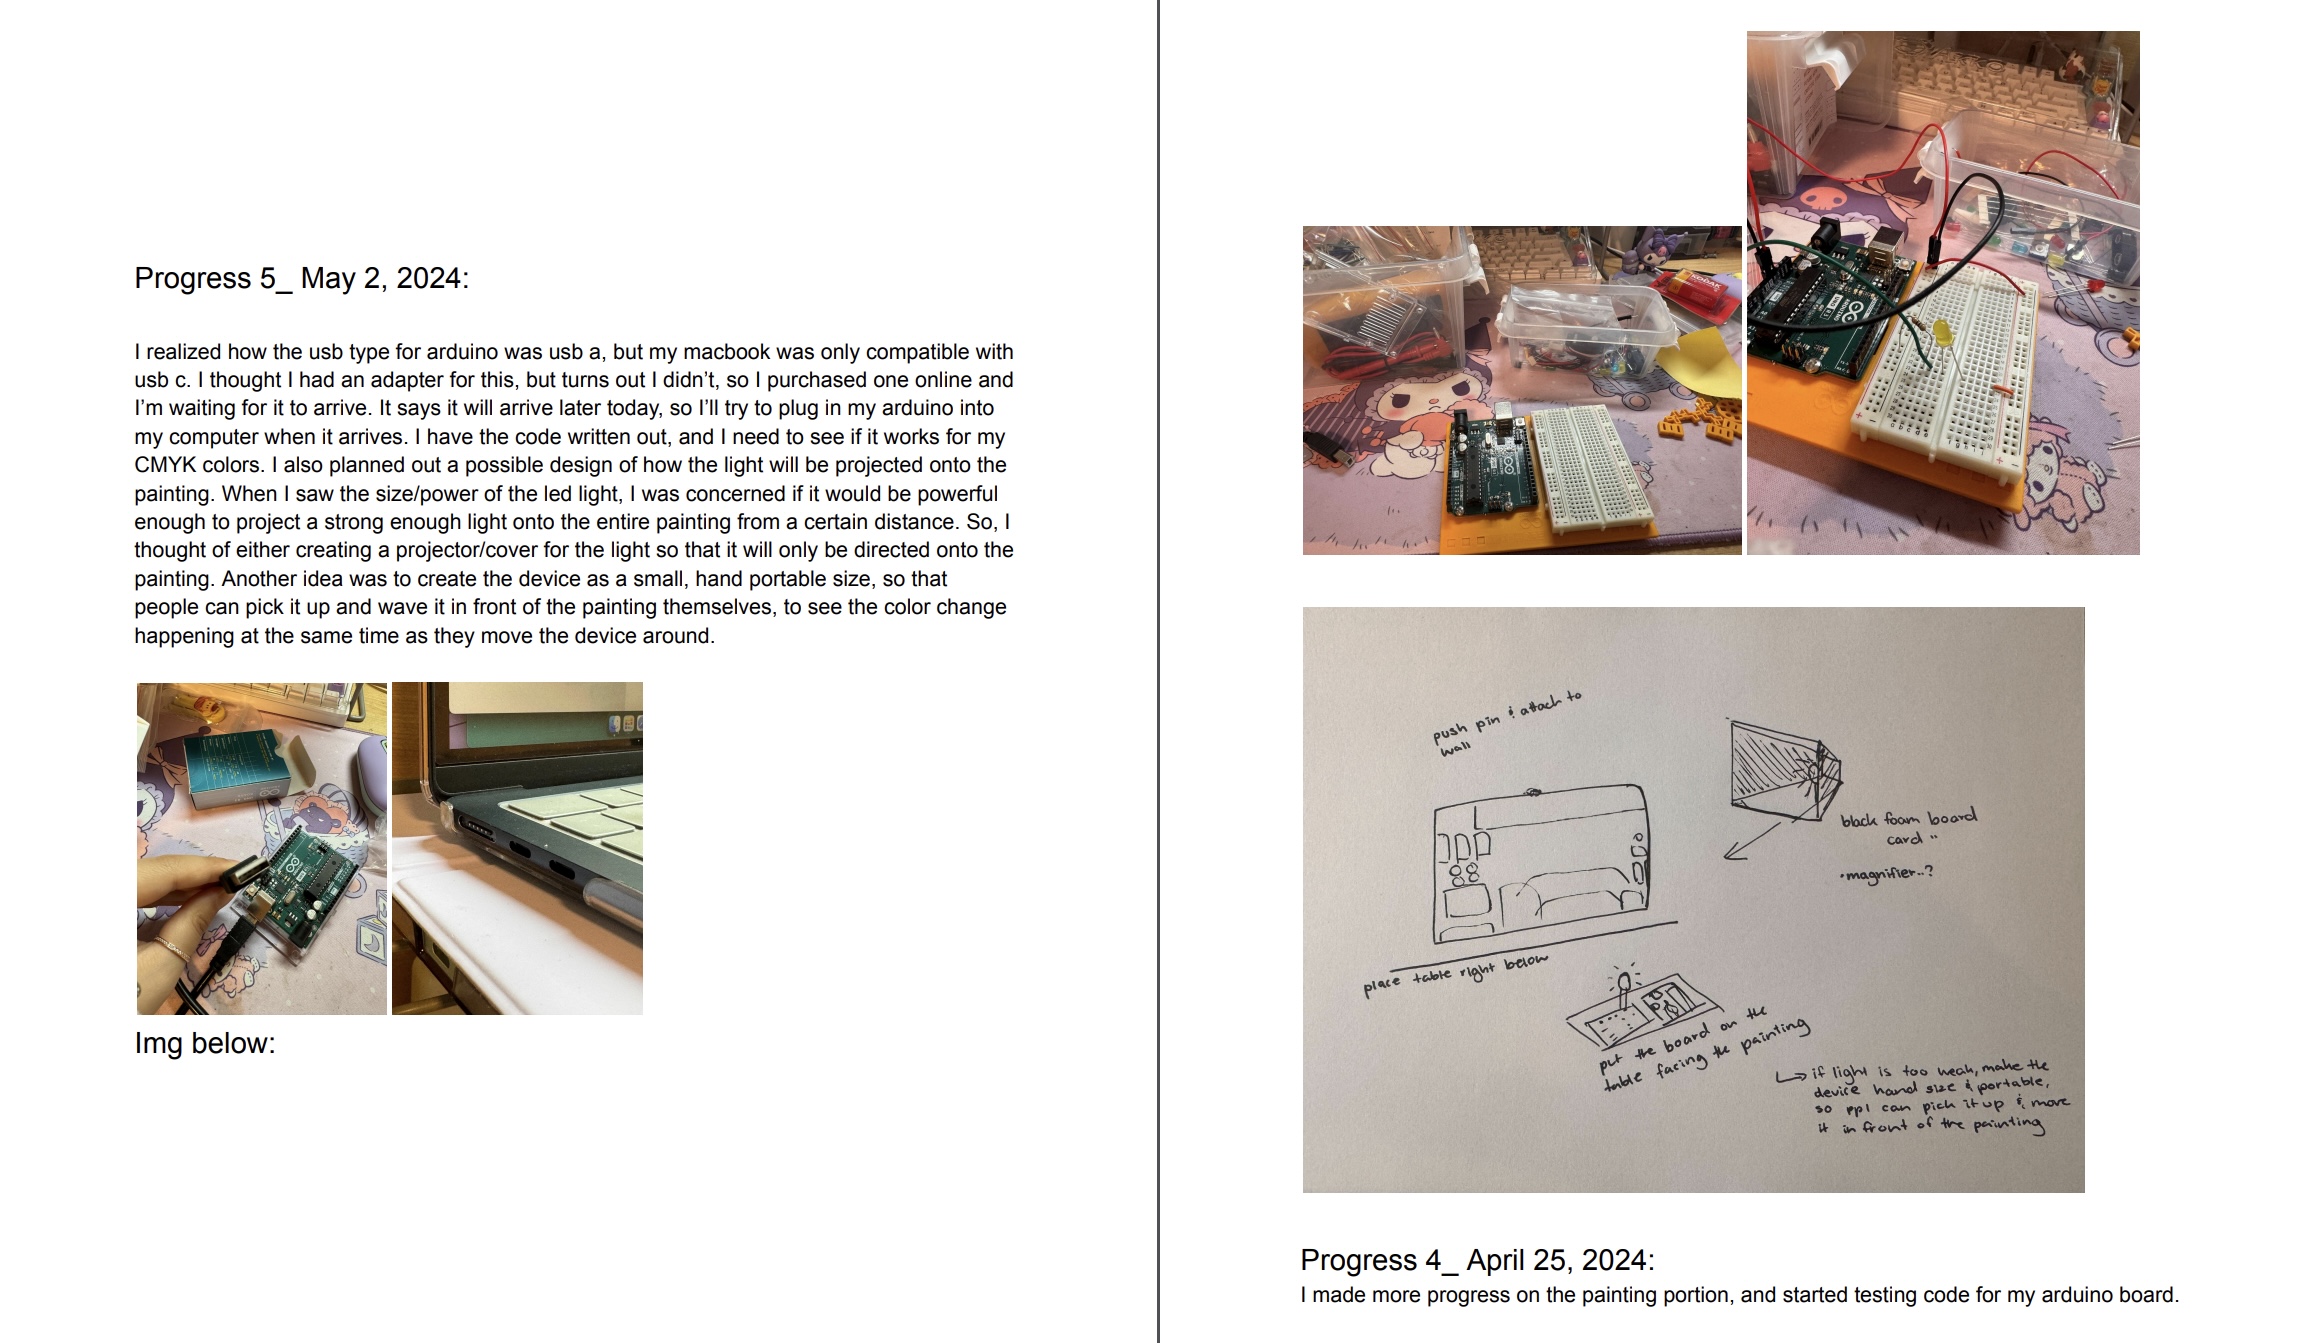 Progress 5_ May 2, 2024:
I realized how the usb type for arduino was usb a, but my macbook was only compatible with
usb c. I thought I had an adapter for this, but turns out I didn’t, so I purchased one online and
I’m waiting for it to arrive. It says it will arrive later today, so I’ll try to plug in my arduino into
my computer when it arrives. I have the code written out, and I need to see if it works for my
CMYK colors. I also planned out a possible design of how the light will be projected onto the
painting. When I saw the size/power of the led light, I was concerned if it would be powerful
enough to project a strong enough light onto the entire painting from a certain distance. So, I
thought of either creating a projector/cover for the light so that it will only be directed onto the
painting. Another idea was to create the device as a small, hand portable size, so that
people can pick it up and wave it in front of the painting themselves, to see the color change
happening at the same time as they move the device around.
Img below:
KODAK
push pin & attach to
wall
black foam board
card "
•magnifier..?
place table right below
put the board on the
table facing the painting
↳ if light is too weak, make the
device hand size & portable,
so ppl can pick it up & move
it in front of the painting
Progress 4_ April 25, 2024:
I made more progress on the painting portion, and started testing code for my arduino board.